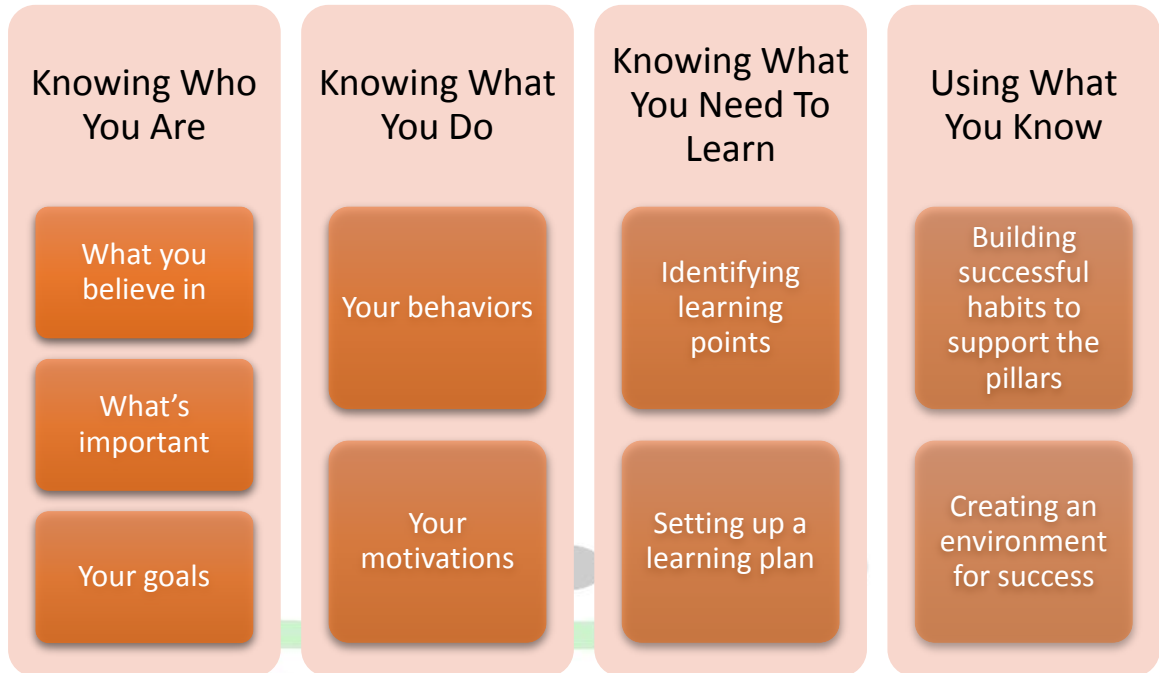 Knowing Who
You Are
What you
believe in
What’s
important
Your goals
Knowing What
You Do
Your behaviors
Your
motivations
Knowing What
You Need To
Learn
Identifying
learning
points
Setting up a
learning plan
Using What
You Know
Building
successful
habits to
support the
pillars
Creating an
environment
for success